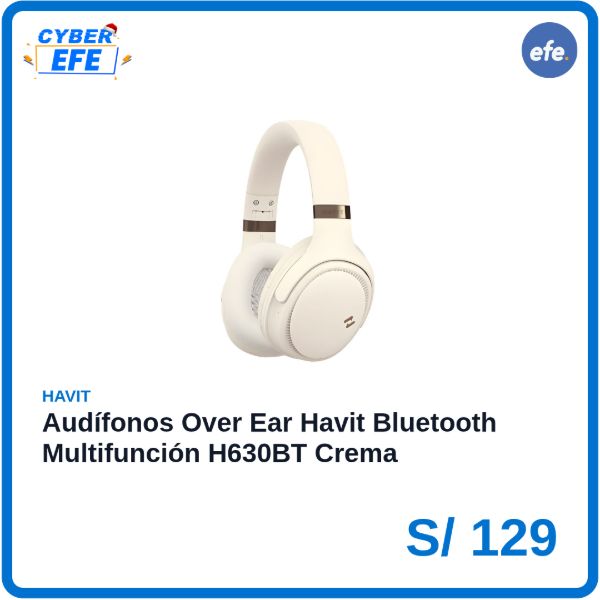 CYBER
EFE
efe.
HAVIT
Audífonos Over Ear Havit Bluetooth
Multifunción H630BT Crema
S/ 129